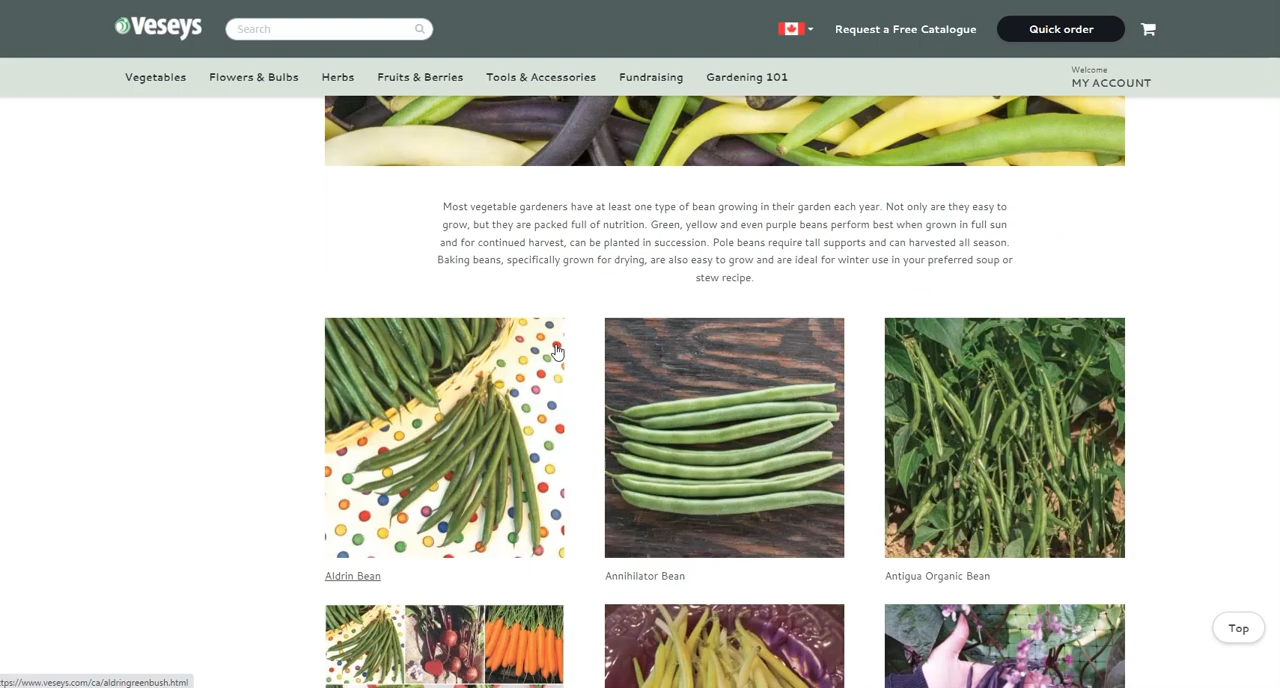 Veseys
Search
Request a Free Catalogue
Quick order
Vegetables
Flowers & Bulbs
Herbs
Fruits & Berries
Tools & Accessories
Fundraising
Gardening 101
Welcome
MY ACCOUNT
Most vegetable gardeners have at least one type of bean growing in their garden each year. Not only are they easy to
grow, but they are packed full of nutrition. Green, yellow and even purple beans perform best when grown in full sun
and for continued harvest, can be planted in succession. Pole beans require tall supports and can harvested all season.
Baking beans, specifically grown for drying, are also easy to grow and are ideal for winter use in your preferred soup or
stew recipe.
Aldrin Bean
Annihilator Bean
Antigua Organic Bean
Top
ttps://www.veseys.com/ca/aldringreenbush.html